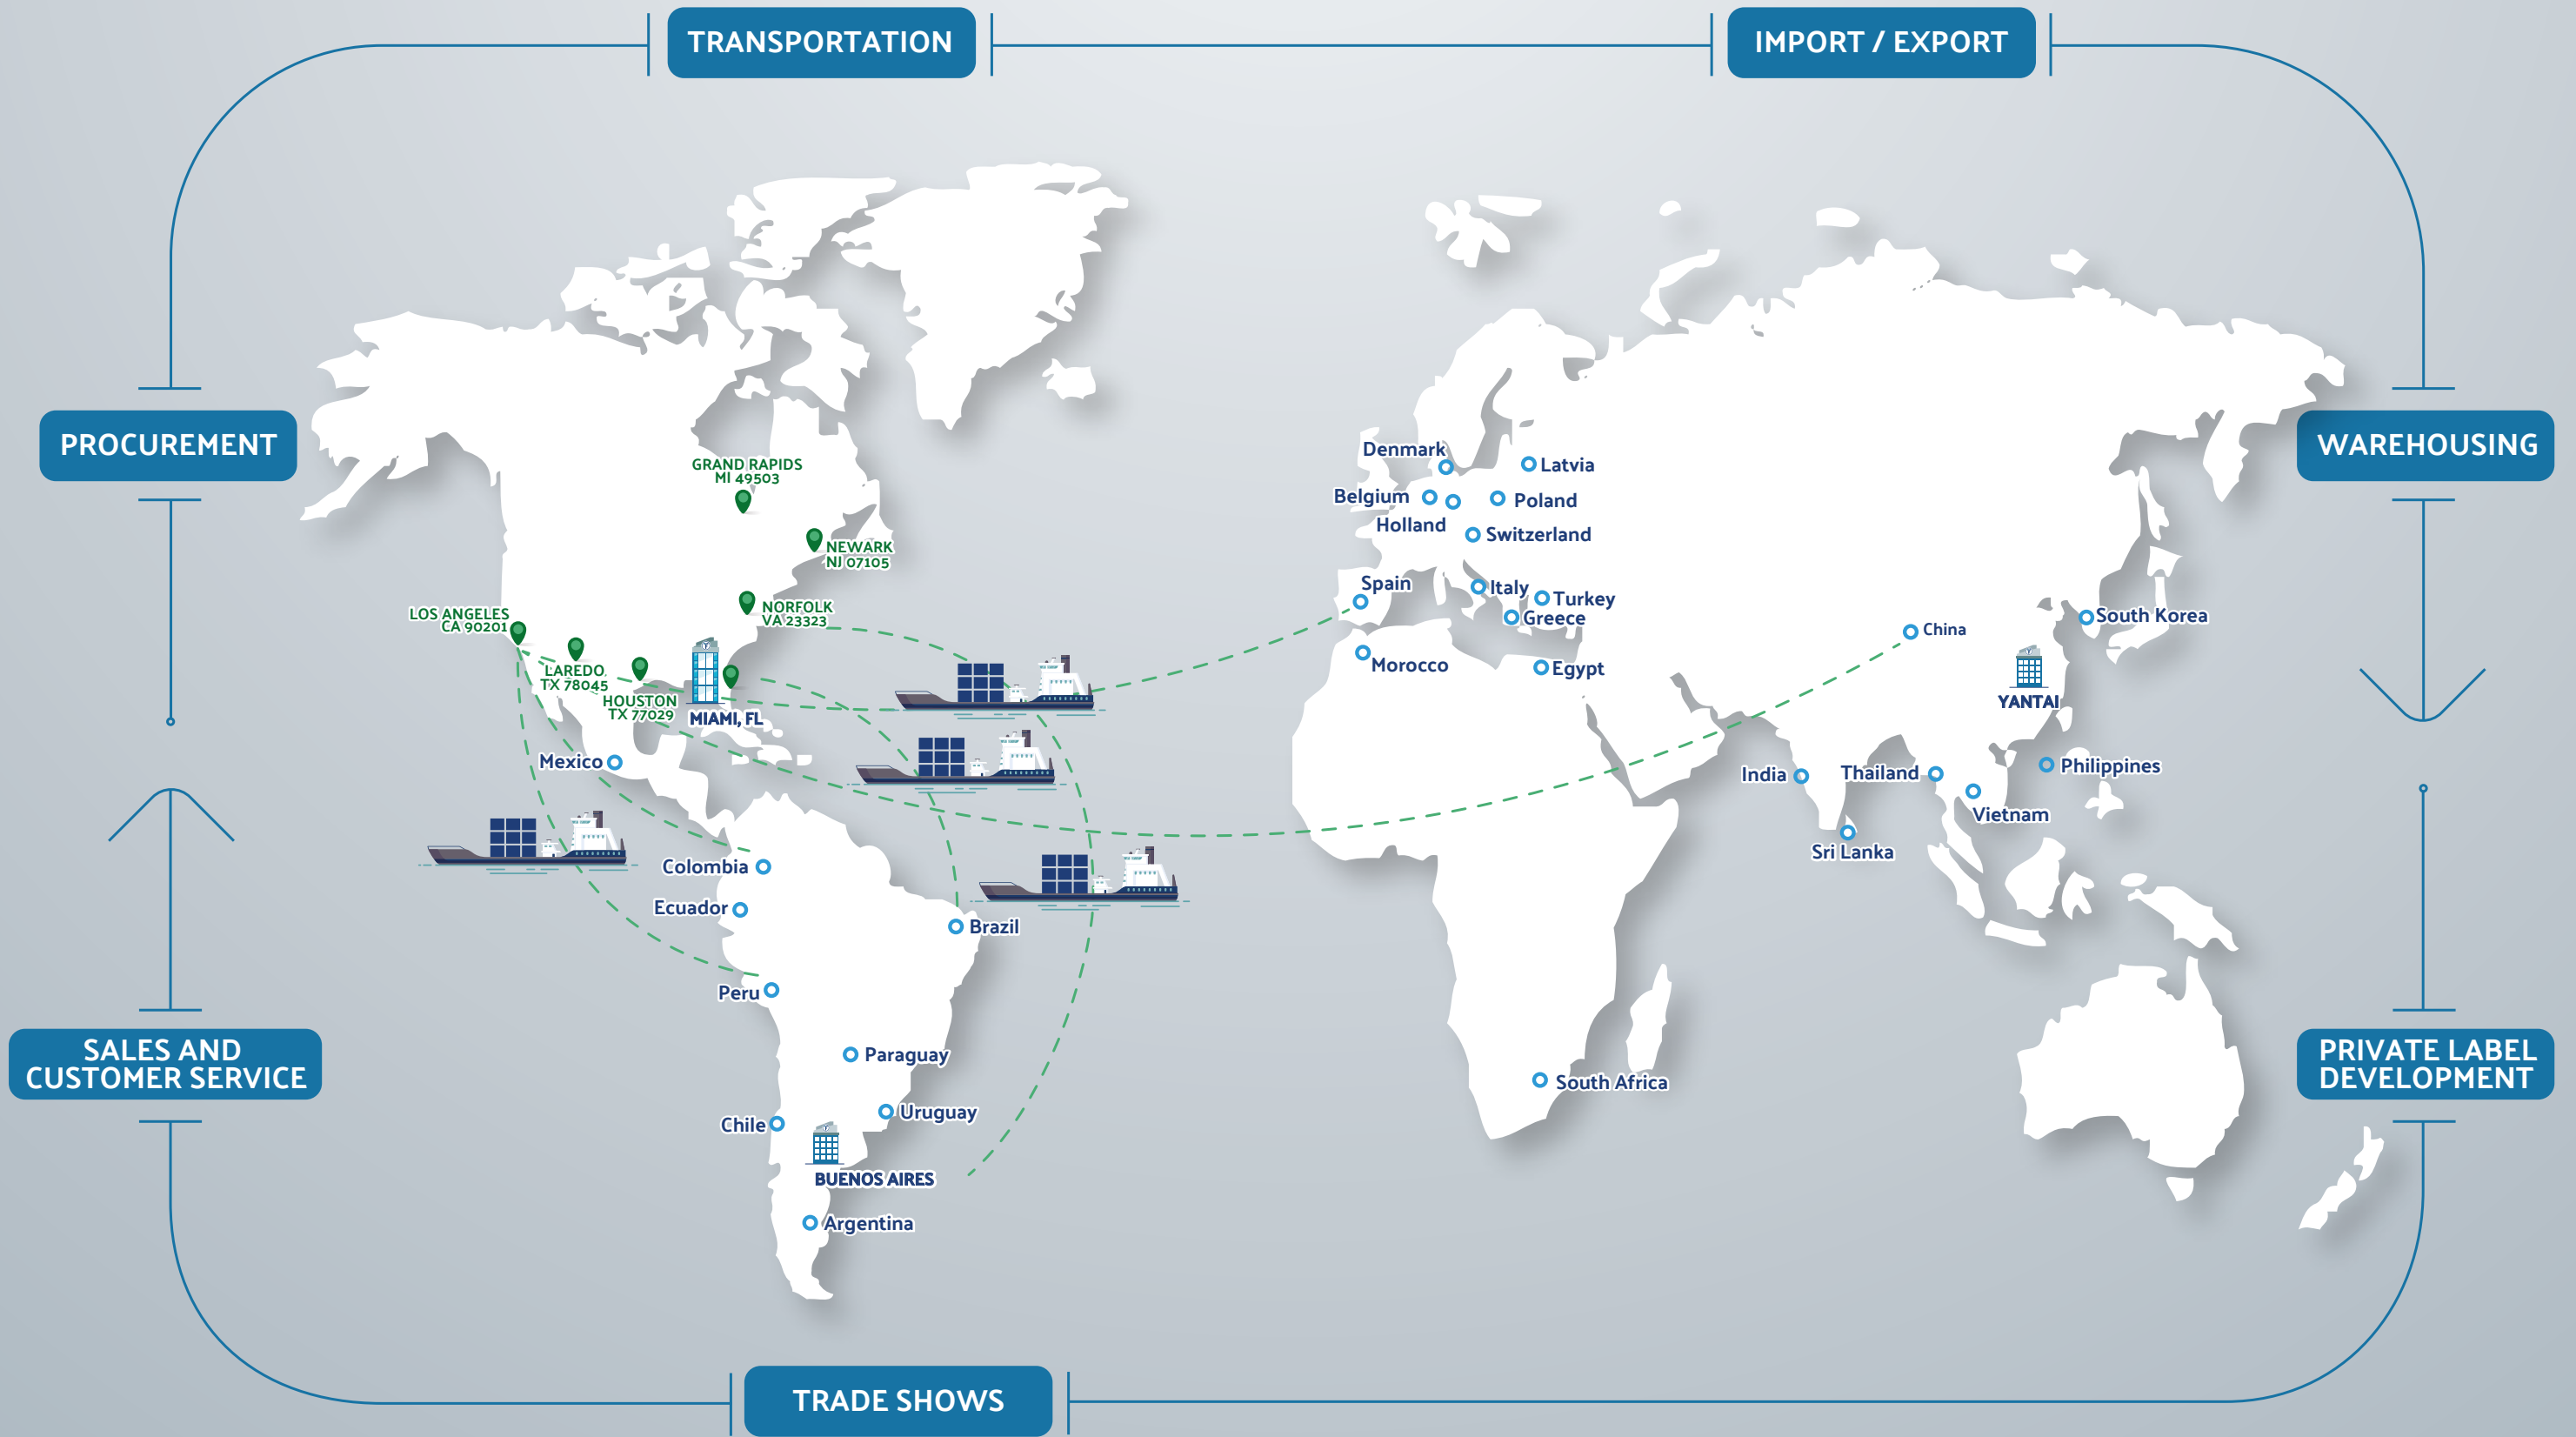 TRANSPORTATION
IMPORT / EXPORT
PROCUREMENT
WAREHOUSING
GRAND RAPIDS
MI 49503
NEWARK
NJ 07105
NORFOLK
VA 23323
LOS ANGELES
CA 90201
LAREDO
TX 78045
HOUSTON
TX 77029
MIAMI, FL
Mexico
Colombia
Ecuador
Brazil
Peru
Paraguay
Chile
Uruguay
BUENOS AIRES
Argentina
Denmark
Latvia
Belgium
Poland
Holland
Switzerland
Spain
Italy
Turkey
Greece
Morocco
Egypt
South Africa
China
South Korea
YANTAI
India
Thailand
Philippines
Vietnam
Sri Lanka
SALES AND
CUSTOMER SERVICE
PRIVATE LABEL
DEVELOPMENT
TRADE SHOWS